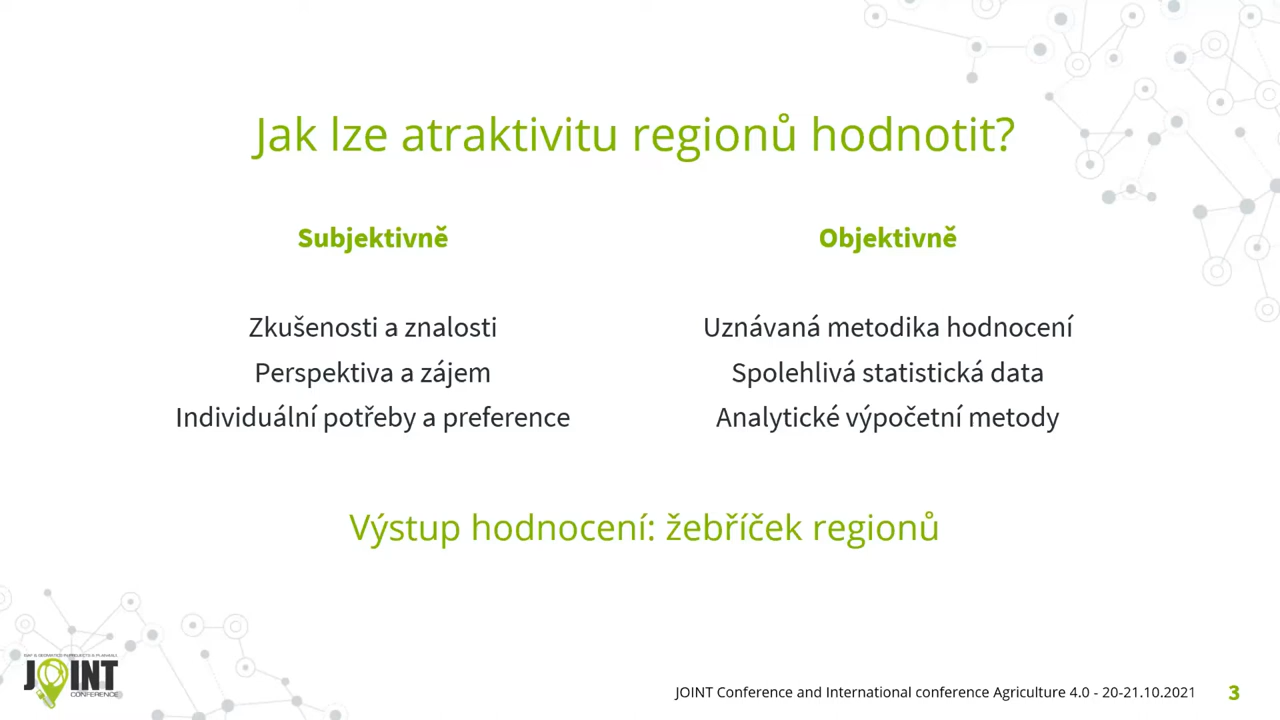 Jak lze atraktivitu regionů hodnotit?
Subjektivně
Zkušenosti a znalosti
Perspektiva a zájem
Individuální potřeby a preference
Objektivně
Uznávaná metodika hodnocení
Spolehlivá statistická data
Analytické výpočetní metody
Výstup hodnocení: žebříček regionů
JOINT
CONFERENCE
JOINT Conference and International conference Agriculture 4.0 - 20-21.10.2021
3